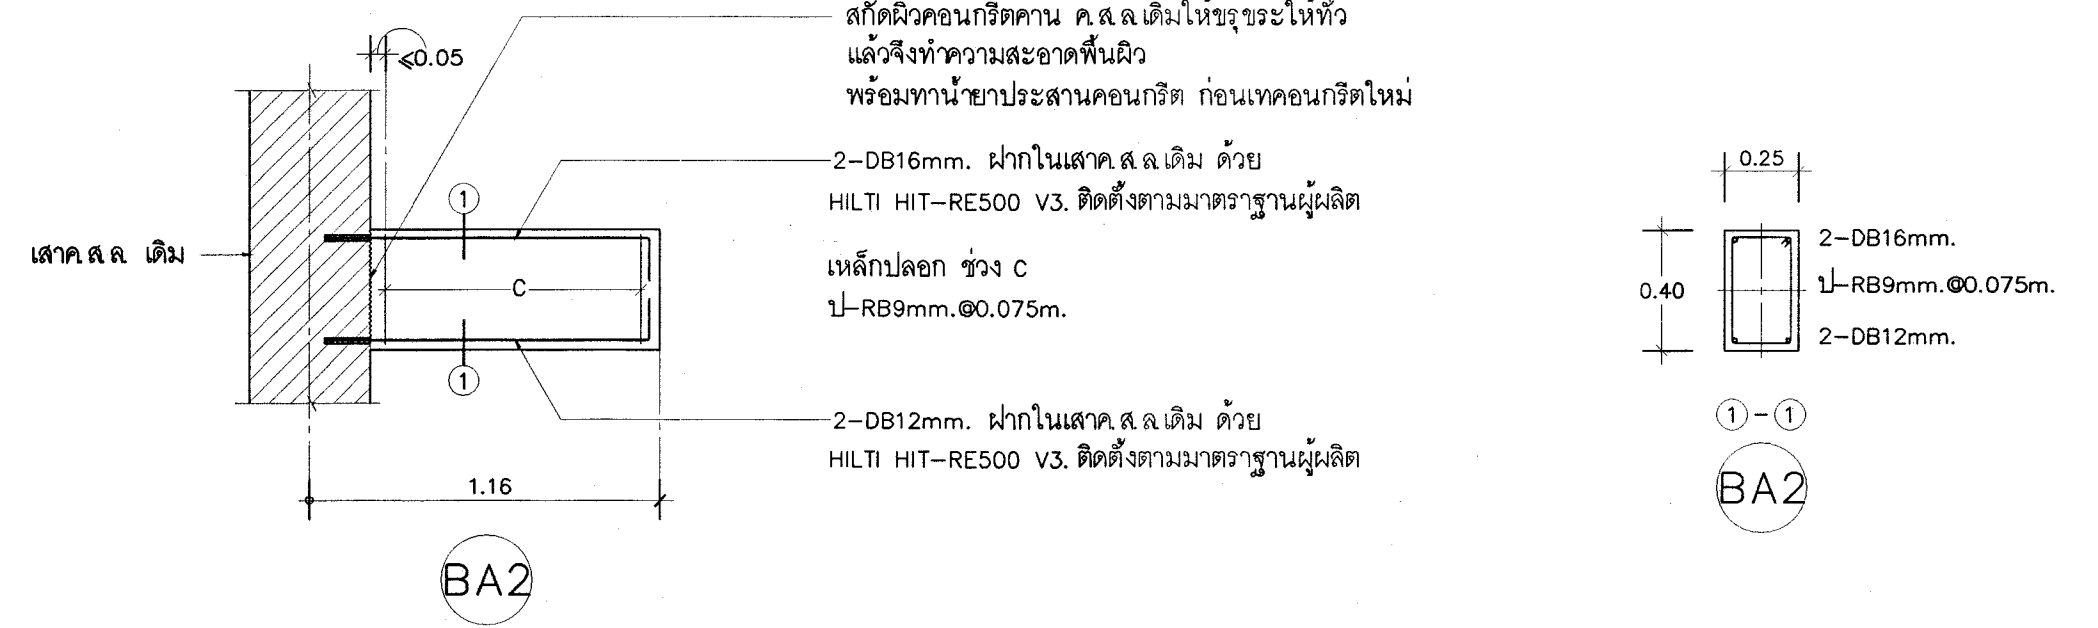 สกัดผิวคอนกรีตคาน ค.ส.ล.เดิมให้ขรุขระให้ทั่ว
แล้วจึงทำความสะอาดพื้นผิว
พร้อมทาน้ำยาประสานคอนกรีต ก่อนเทคอนกรีตใหม่
⩽0.05
2-DB16mm. ฝากในเสาค.ส.ล.เดิม ด้วย
HILTI HIT-RE500 V3. ติดตั้งตามมาตราฐานผู้ผลิต
1
เสาค.ส.ล. เดิม
เหล็กปลอก ช่วง C
ป-RB9mm.@0.075m.
C
1
2-DB12mm. ฝากในเสาค.ส.ล.เดิม ด้วย
HILTI HIT-RE500 V3. ติดตั้งตามมาตราฐานผู้ผลิต
1.16
BA2
0.25
0.40
2-DB16mm.
ป-RB9mm.@0.075m.
2-DB12mm.
1-1
BA2